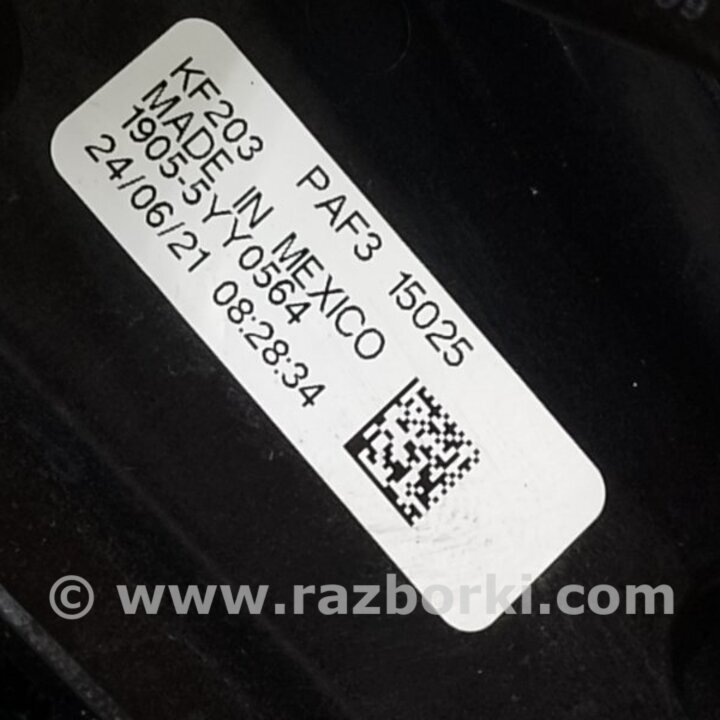 KF203 PAF3 15025
MADE IN MEXICO
1905-5YY0564
24/06/21 08:28:34
© www.razborki.com